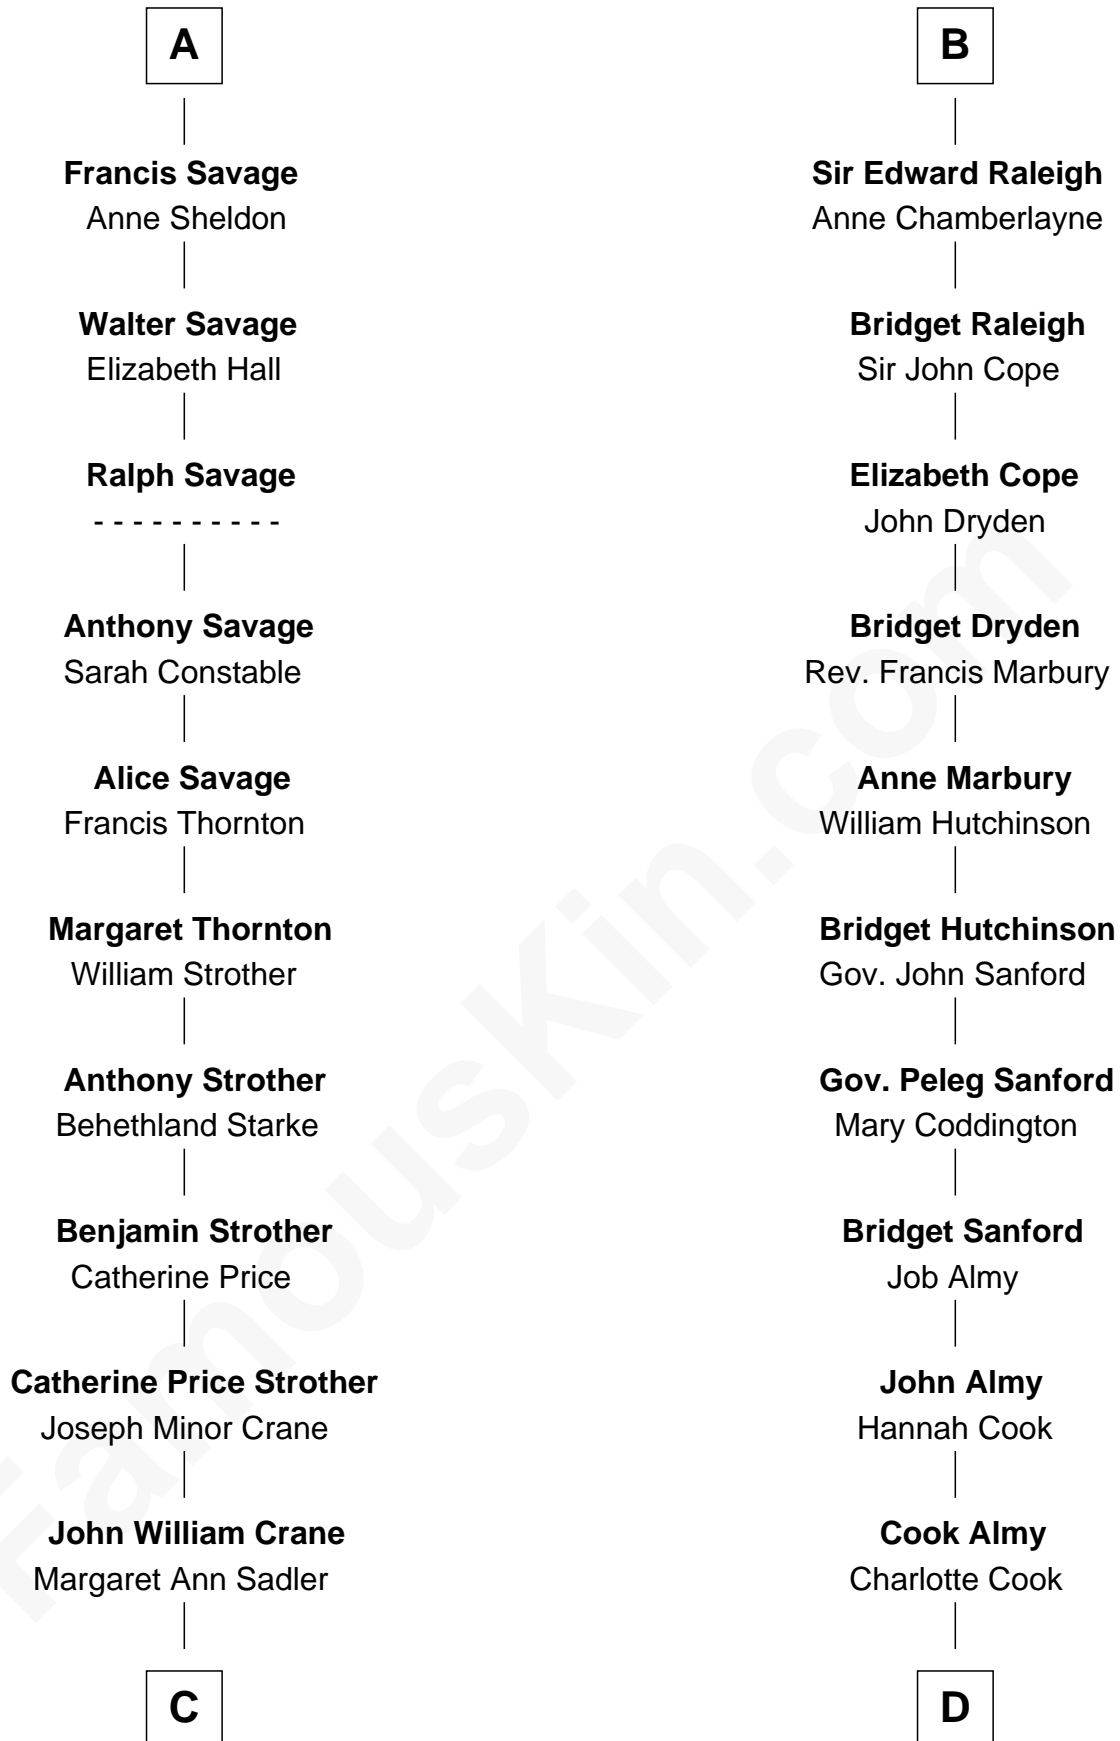 A
Francis Savage
Anne Sheldon
Walter Savage
Elizabeth Hall
Ralph Savage
- - - - - - - - - -
Anthony Savage
Sarah Constable
Alice Savage
Francis Thornton
Margaret Thornton
William Strother
Anthony Strother
Behethland Starke
Benjamin Strother
Catherine Price
Catherine Price Strother
Joseph Minor Crane
John William Crane
Margaret Ann Sadler
C
B
Sir Edward Raleigh
Anne Chamberlayne
Bridget Raleigh
Sir John Cope
Elizabeth Cope
John Dryden
Bridget Dryden
Rev. Francis Marbury
Anne Marbury
William Hutchinson
Bridget Hutchinson
Gov. John Sanford
Gov. Peleg Sanford
Mary Coddington
Bridget Sanford
Job Almy
John Almy
Hannah Cook
Cook Almy
Charlotte Cook
D
FamousKin.com